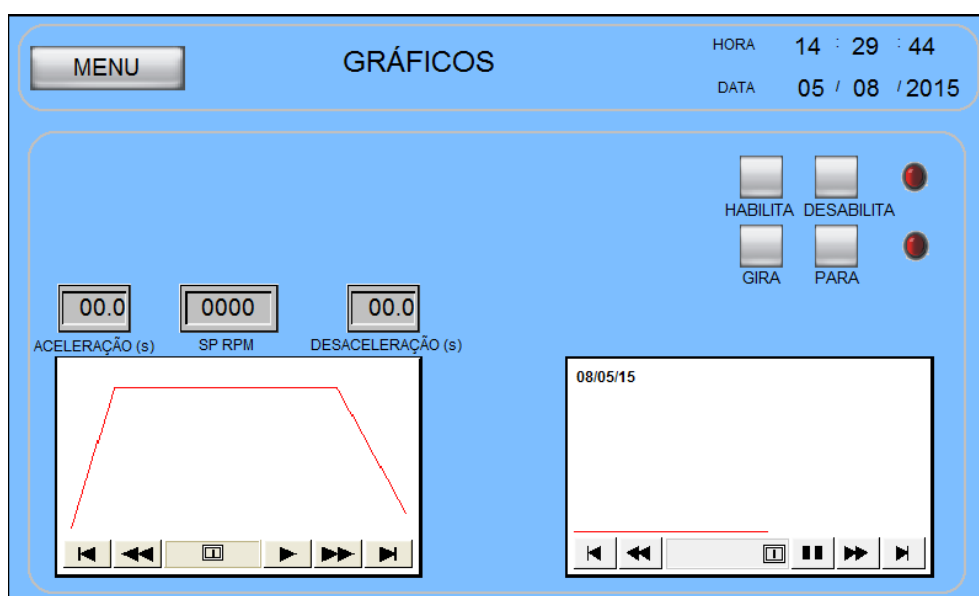 MENU
GRÁFICOS
HORA 14 : 29 : 44
DATA 05 / 08 / 2015
HABILITA DESABILITA
GIRA PARA
00.0 0000 00.0
ACELERAÇÃO (s) SP RPM DESACELERAÇÃO (s)
08/05/15